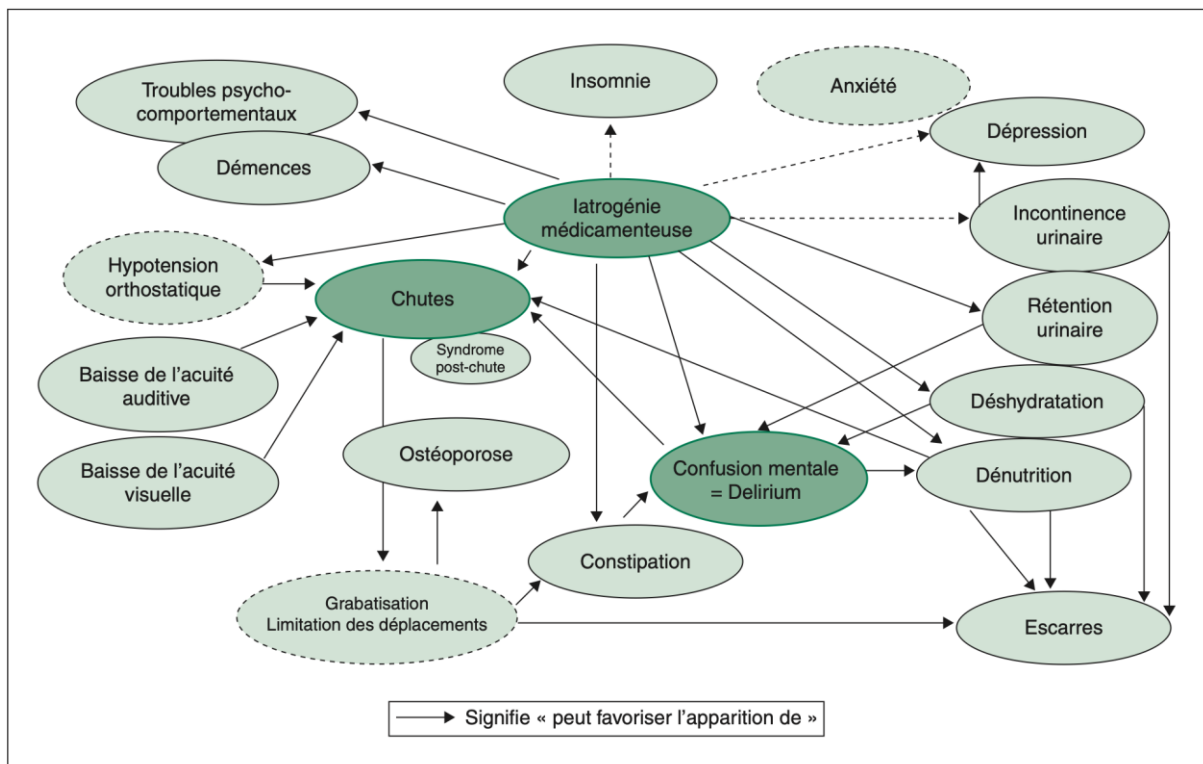 Troubles psycho-
comportementaux
Démences
Insomnie
Anxiété
Dépression
Iatrogénie
médicamenteuse
Incontinence
urinaire
Hypotension
orthostatique
Chutes
Syndrome
post-chute
Rétention
urinaire
Baisse de l’acuité
auditive
Déshydratation
Baisse de l’acuité
visuelle
Ostéoporose
Confusion mentale
= Delirium
Dénutrition
Constipation
Grabatisation
Limitation des déplacements
Escarres
Signifie « peut favoriser l’apparition de »